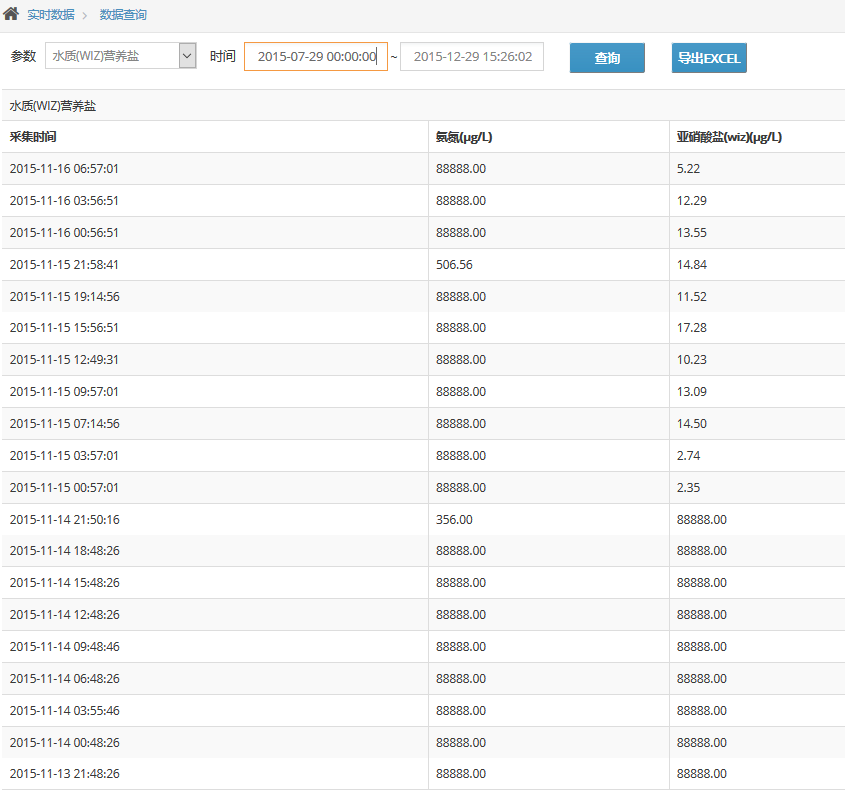 实时数据 数据查询
参数 水质(WIZ)营养盐 时间 2015-07-29 00:00:00 ~ 2015-12-29 15:26:02 查询 导出EXCEL
水质(WIZ)营养盐
采集时间 氨氮(μg/L) 亚硝酸盐(wiz)(μg/L)
2015-11-16 06:57:01 88888.00 5.22
2015-11-16 03:56:51 88888.00 12.29
2015-11-16 00:56:51 88888.00 13.55
2015-11-15 21:58:41 506.56 14.84
2015-11-15 19:14:56 88888.00 11.52
2015-11-15 15:56:51 88888.00 17.28
2015-11-15 12:49:31 88888.00 10.23
2015-11-15 09:57:01 88888.00 13.09
2015-11-15 07:14:56 88888.00 14.50
2015-11-15 03:57:01 88888.00 2.74
2015-11-15 00:57:01 88888.00 2.35
2015-11-14 21:50:16 356.00 88888.00
2015-11-14 18:48:26 88888.00 88888.00
2015-11-14 15:48:26 88888.00 88888.00
2015-11-14 12:48:26 88888.00 88888.00
2015-11-14 09:48:46 88888.00 88888.00
2015-11-14 06:48:26 88888.00 88888.00
2015-11-14 03:55:46 88888.00 88888.00
2015-11-14 00:48:26 88888.00 88888.00
2015-11-13 21:48:26 88888.00 88888.00